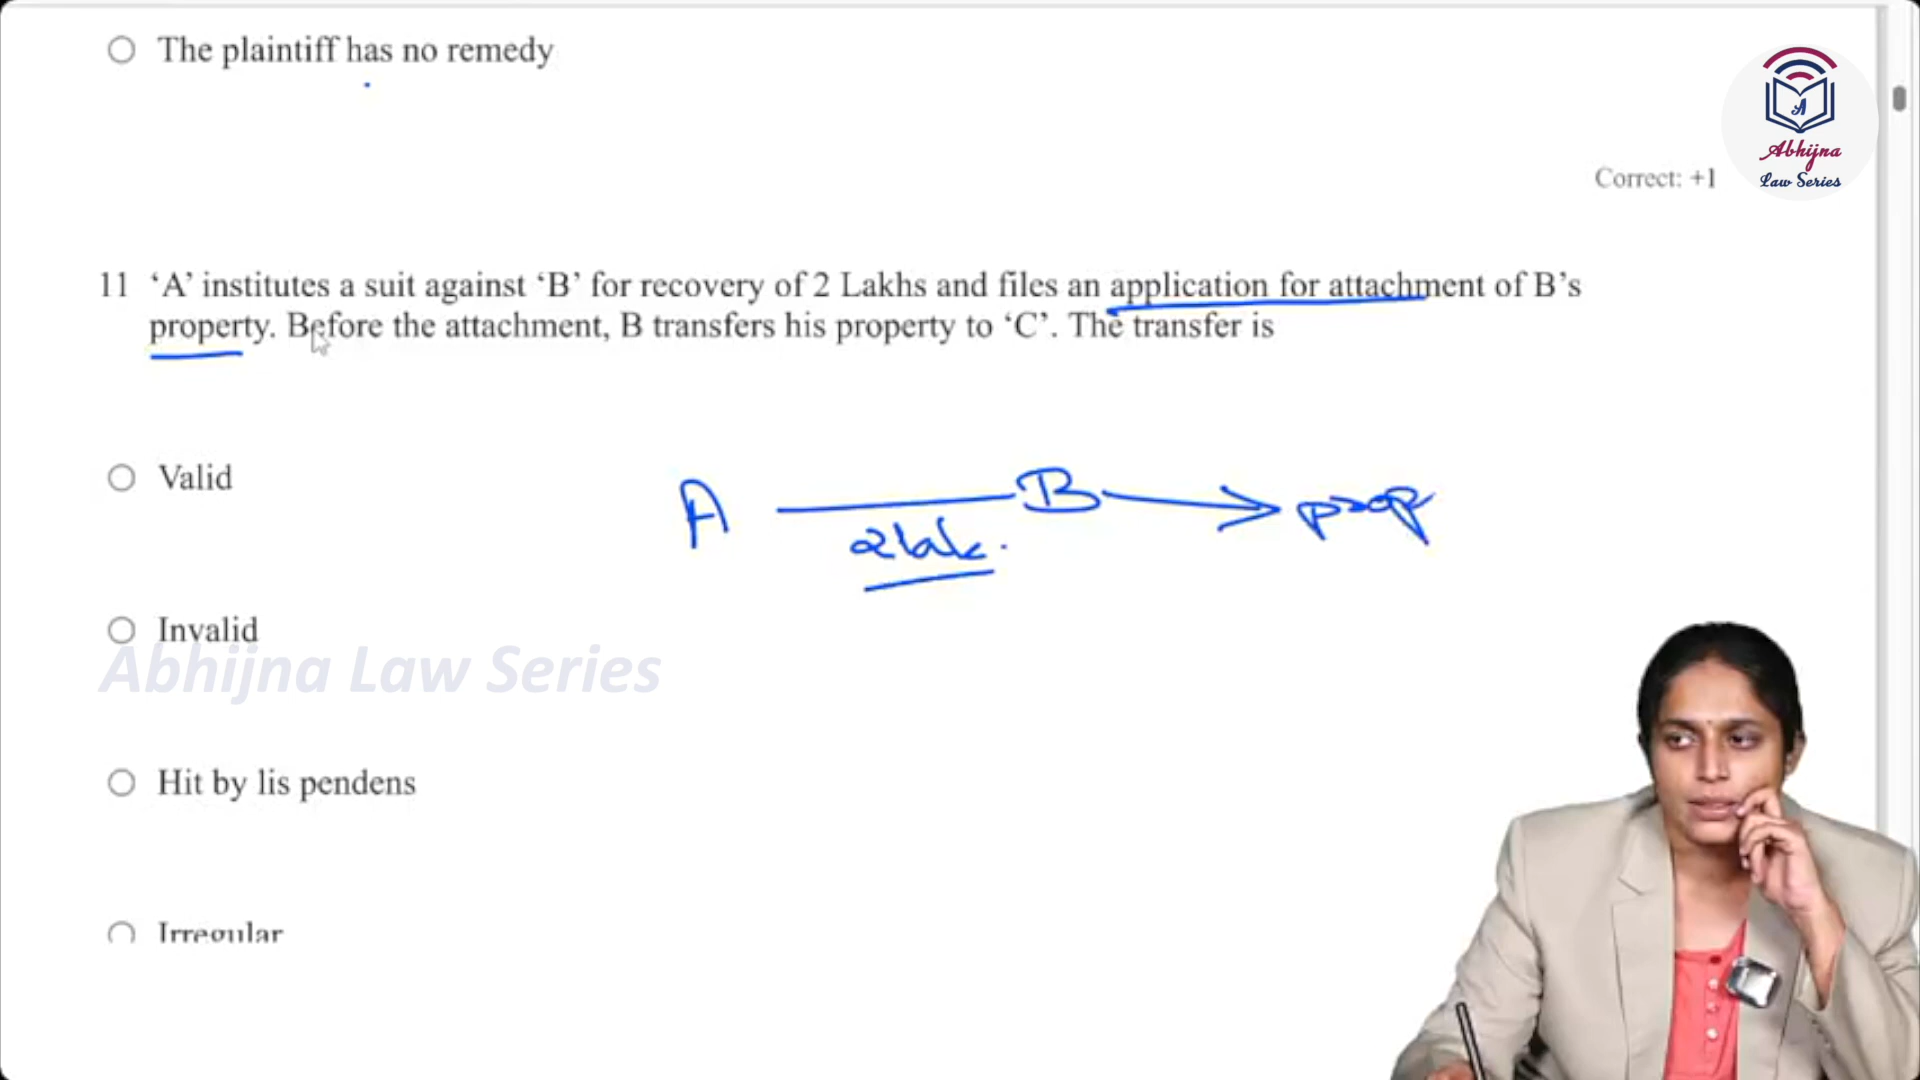 The plaintiff has no remedy
Abhijna
Law Series
Correct: +1
11 ‘A’ institutes a suit against ‘B’ for recovery of 2 Lakhs and files an application for attachment of B’s
property. Before the attachment, B transfers his property to ‘C’. The transfer is
Valid
A B prop
2 lak.
Invalid
Abhijna Law Series
Hit by lis pendens
Irregular